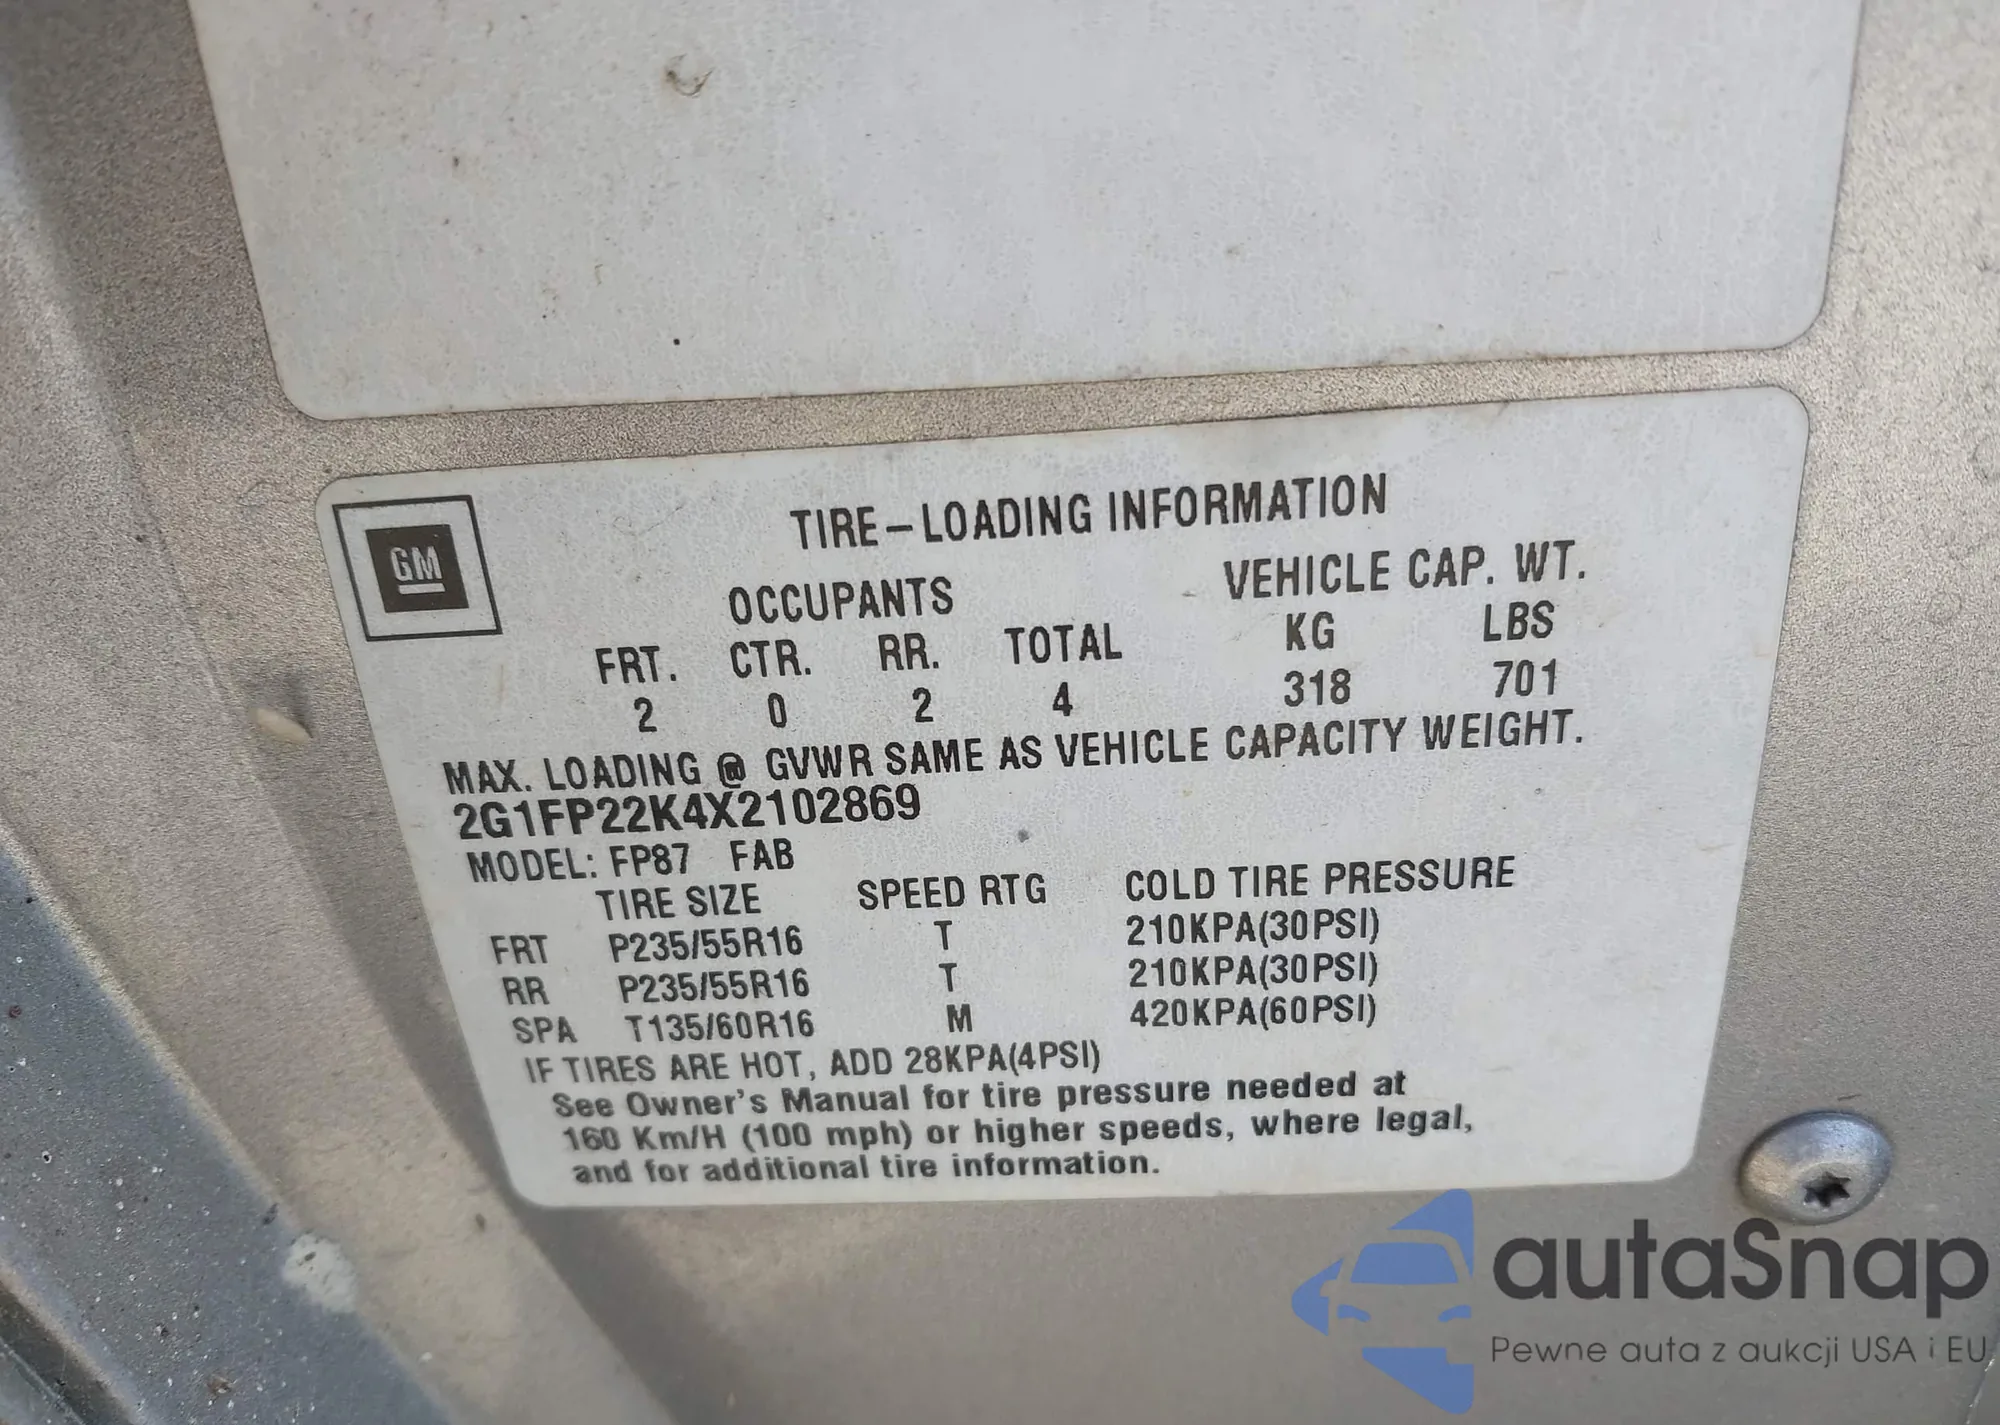 GM
TIRE-LOADING INFORMATION
OCCUPANTS VEHICLE CAP. WT.
FRT. CTR. RR. TOTAL KG LBS
2 0 2 4 318 701
MAX. LOADING @ GVWR SAME AS VEHICLE CAPACITY WEIGHT.
2G1FP22K4X2102869
MODEL: FP87 FAB
TIRE SIZE SPEED RTG COLD TIRE PRESSURE
FRT P235/55R16 T 210KPA(30PSI)
RR P235/55R16 T 210KPA(30PSI)
SPA T135/60R16 M 420KPA(60PSI)
IF TIRES ARE HOT, ADD 28KPA(4PSI)
See Owner's Manual for tire pressure needed at
160 Km/H (100 mph) or higher speeds, where legal,
and for additional tire information.
autaSnap
Pewne auta z aukcji USA i EU